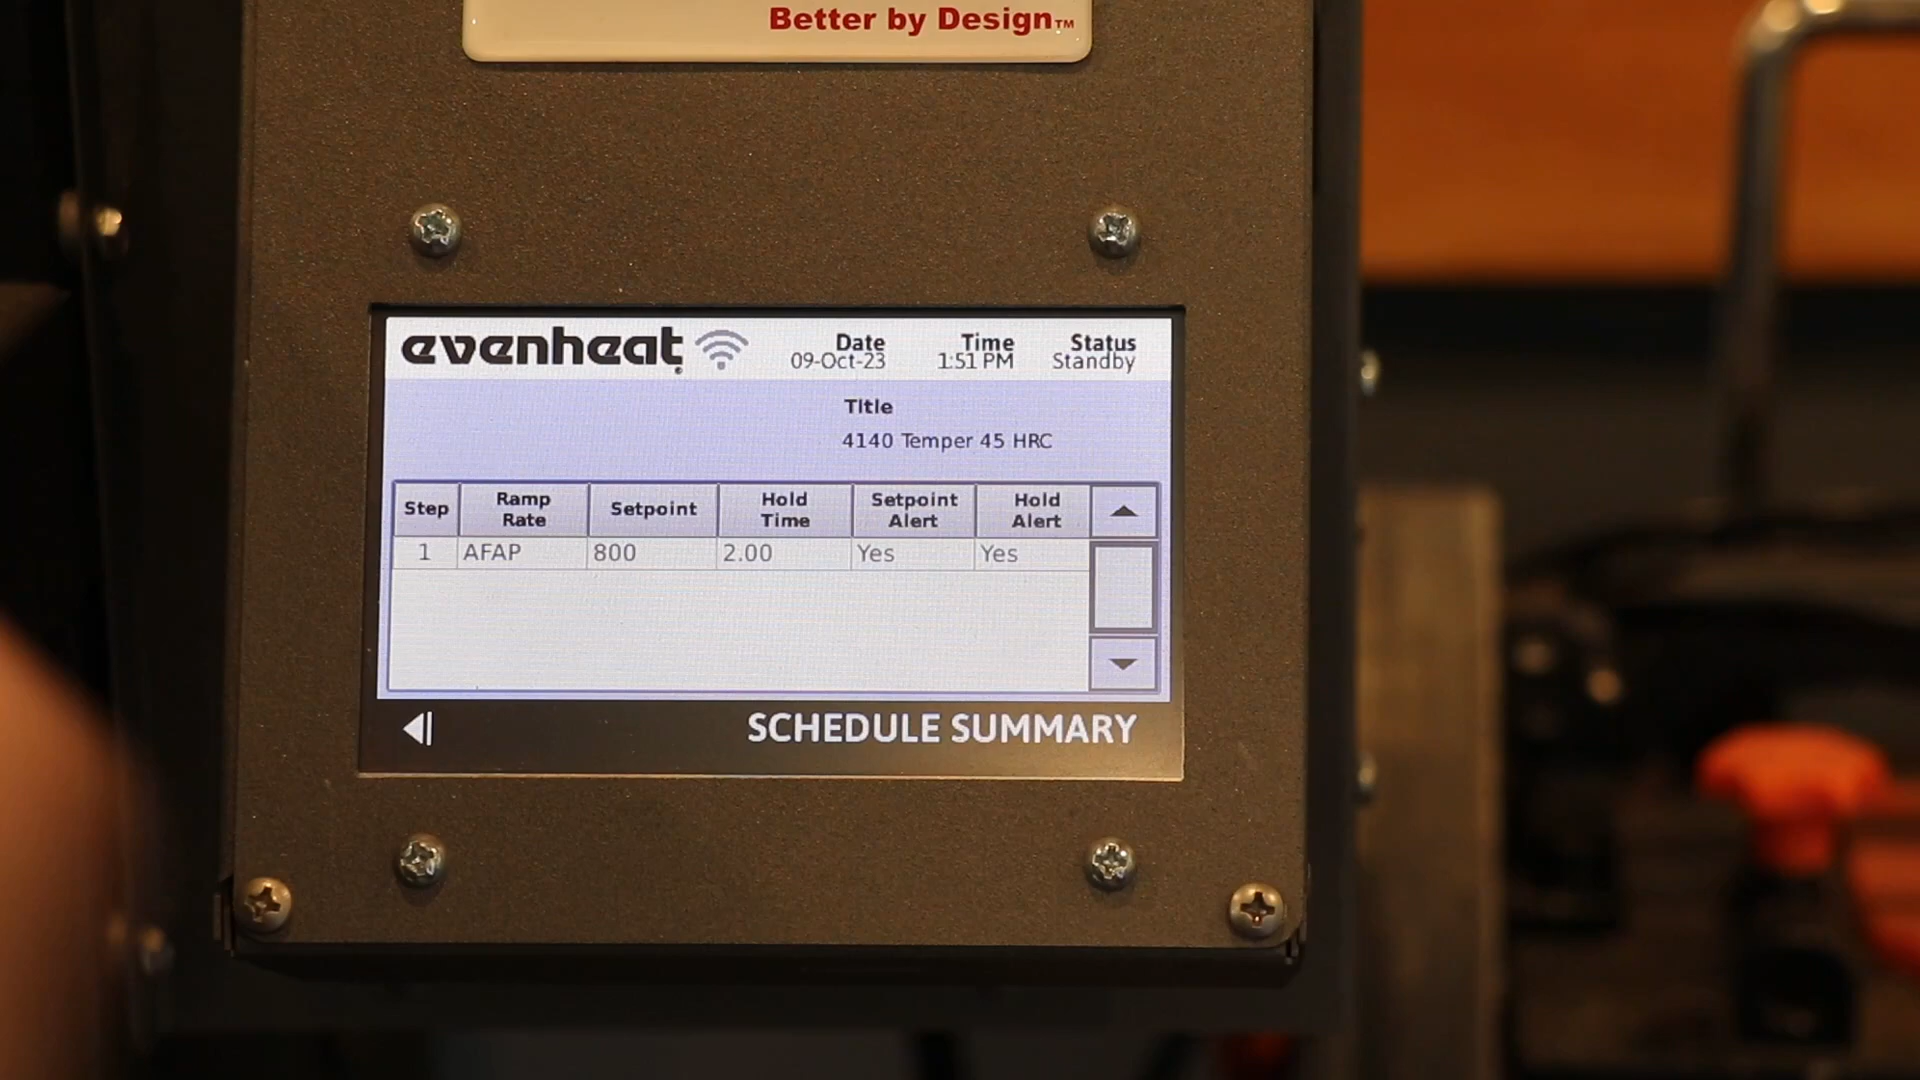 Better by Design™
evenheat
Date
09-Oct-23
Time
1:51 PM
Status
Standby
Title
4140 Temper 45 HRC
Step Ramp Rate Setpoint Hold Time Setpoint Alert Hold Alert
1 AFAP 800 2.00 Yes Yes
SCHEDULE SUMMARY